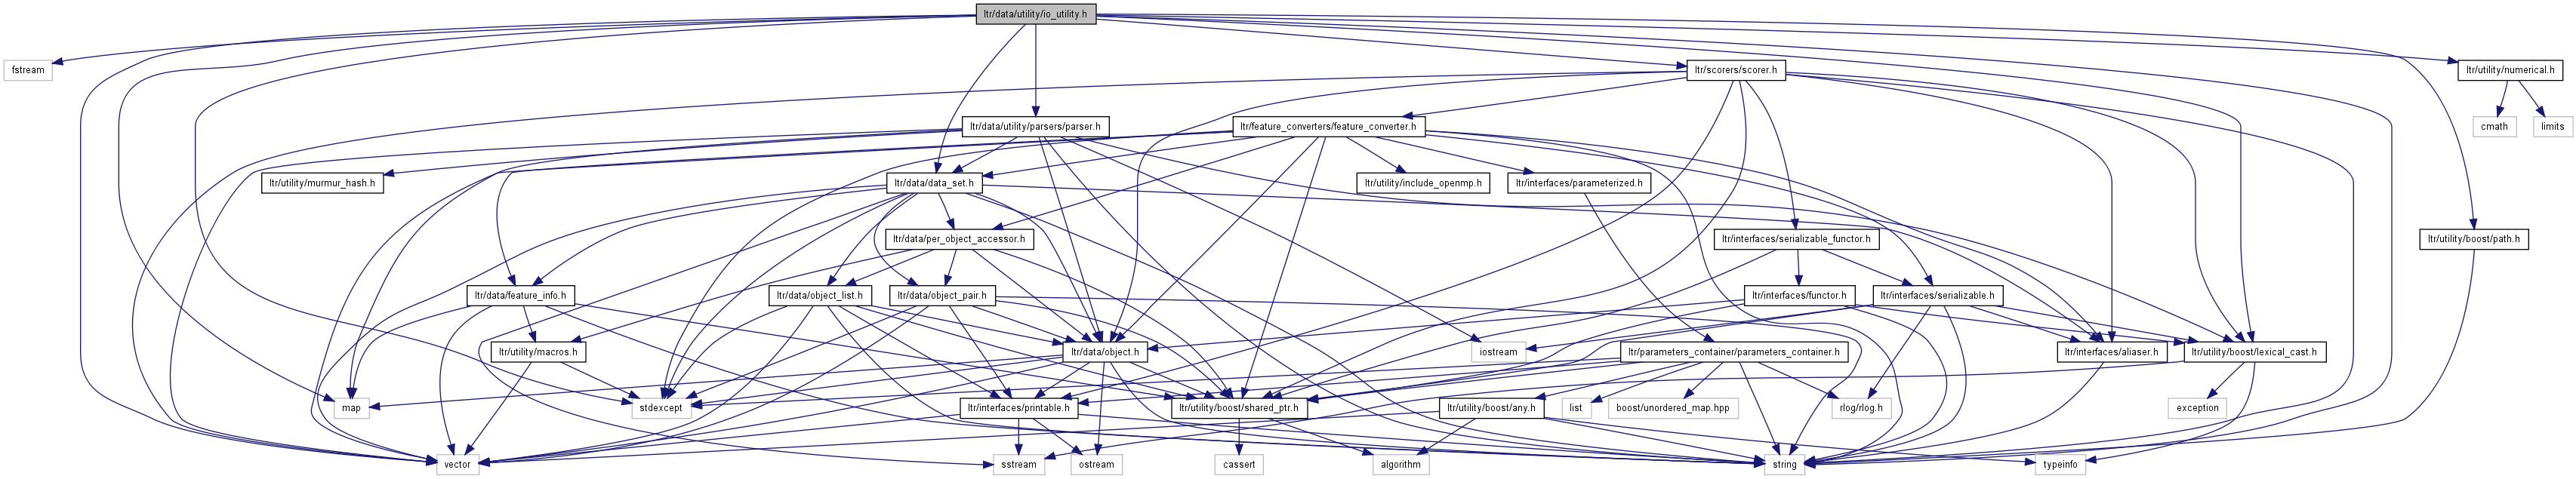 ltr/data/utility/io_utility.h
fstream
ltr/scorers/scorer.h
ltr/utility/numerical.h
ltr/data/utility/parsers/parser.h
ltr/feature_converters/feature_converter.h
cmath
limits
ltr/utility/murmur_hash.h
ltr/data/data_set.h
ltr/utility/include_openmp.h
ltr/interfaces/parameterized.h
ltr/data/per_object_accessor.h
ltr/interfaces/serializable_functor.h
ltr/utility/boost/path.h
ltr/data/feature_info.h
ltr/data/object_list.h
ltr/data/object_pair.h
ltr/interfaces/functor.h
ltr/interfaces/serializable.h
ltr/utility/macros.h
ltr/data/object.h
iostream
ltr/parameters_container/parameters_container.h
ltr/interfaces/aliaser.h
ltr/utility/boost/lexical_cast.h
map
stdexcept
ltr/interfaces/printable.h
ltr/utility/boost/shared_ptr.h
ltr/utility/boost/any.h
list
boost/unordered_map.hpp
rlog/rlog.h
exception
vector
sstream
ostream
cassert
algorithm
string
typeinfo